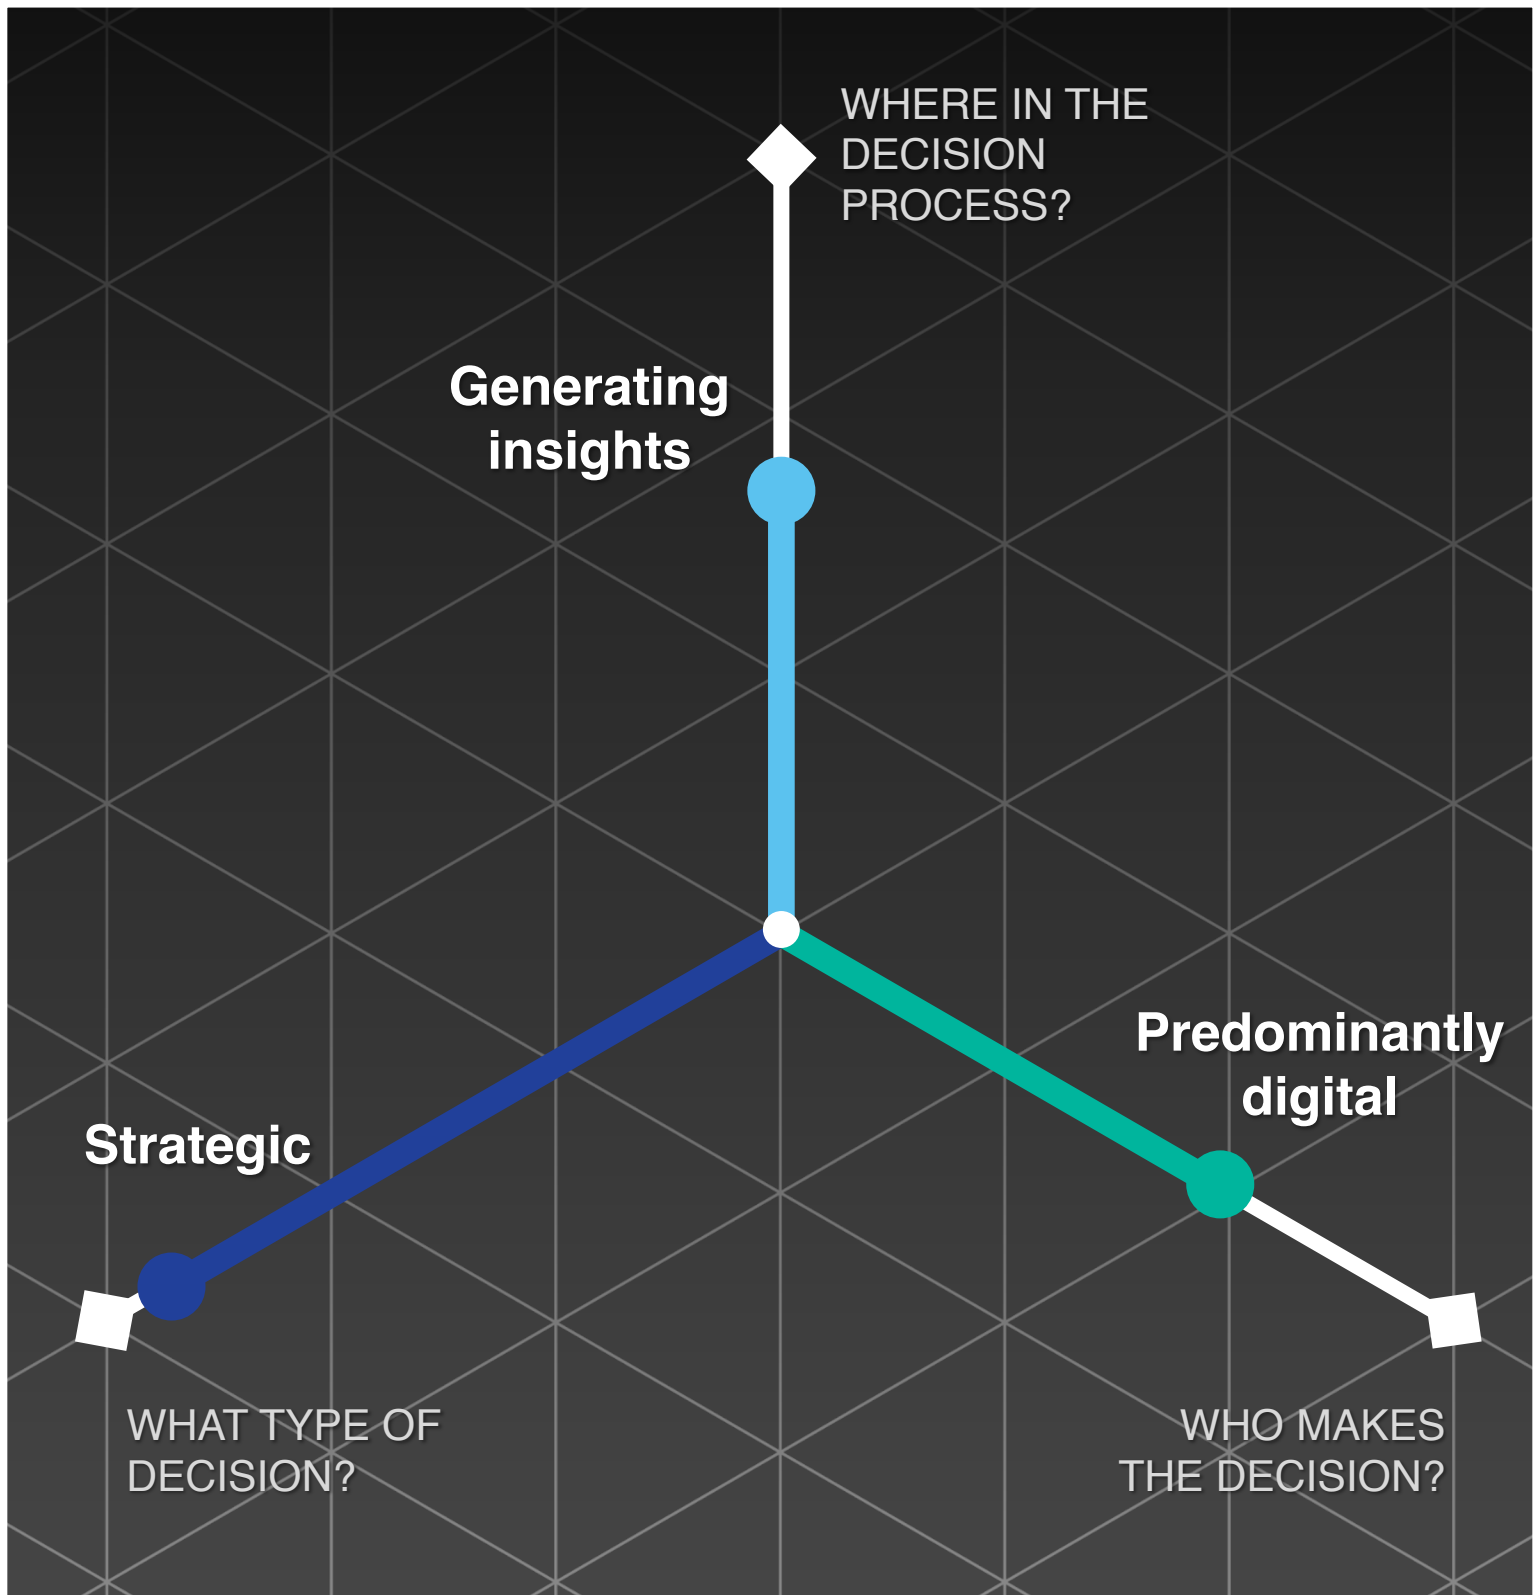 WHERE IN THE
DECISION
PROCESS?
Generating
insights
Predominantly
digital
Strategic
WHAT TYPE OF
DECISION?
WHO MAKES
THE DECISION?